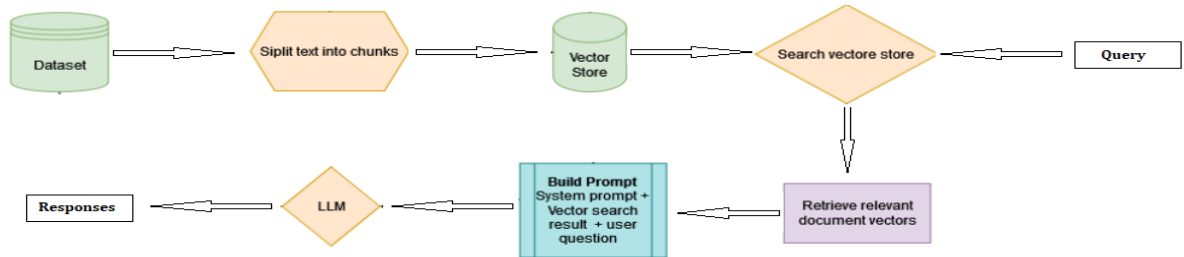 Dataset
Siplit text into chunks
Vector
Store
Search vectore store
Query
Responses
LLM
Build Prompt
System prompt +
Vector search
result + user
question
Retrieve relevant
document vectors